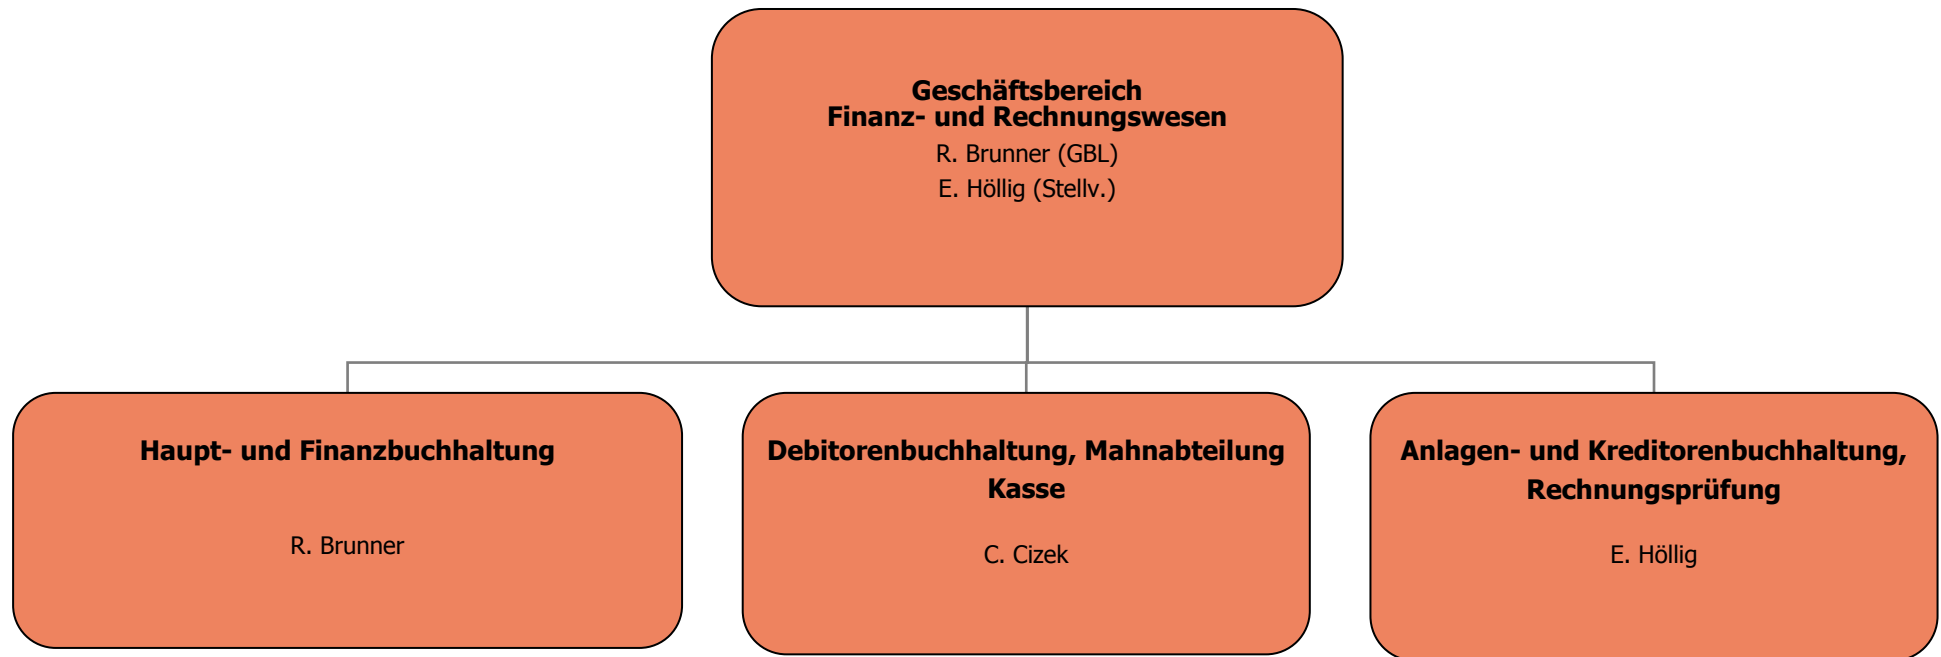 Geschäftsbereich
Finanz- und Rechnungswesen
R. Brunner (GBL)
E. Höllig (Stellv.)
Haupt- und Finanzbuchhaltung
R. Brunner
Debitorenbuchhaltung, Mahnabteilung
Kasse
C. Cizek
Anlagen- und Kreditorenbuchhaltung,
Rechnungsprüfung
E. Höllig